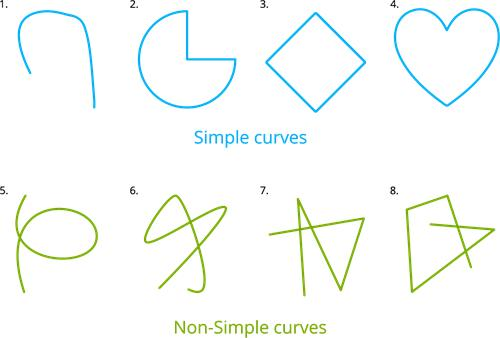 1. 2. 3. 4.
Simple curves
5. 6. 7. 8.
Non-Simple curves